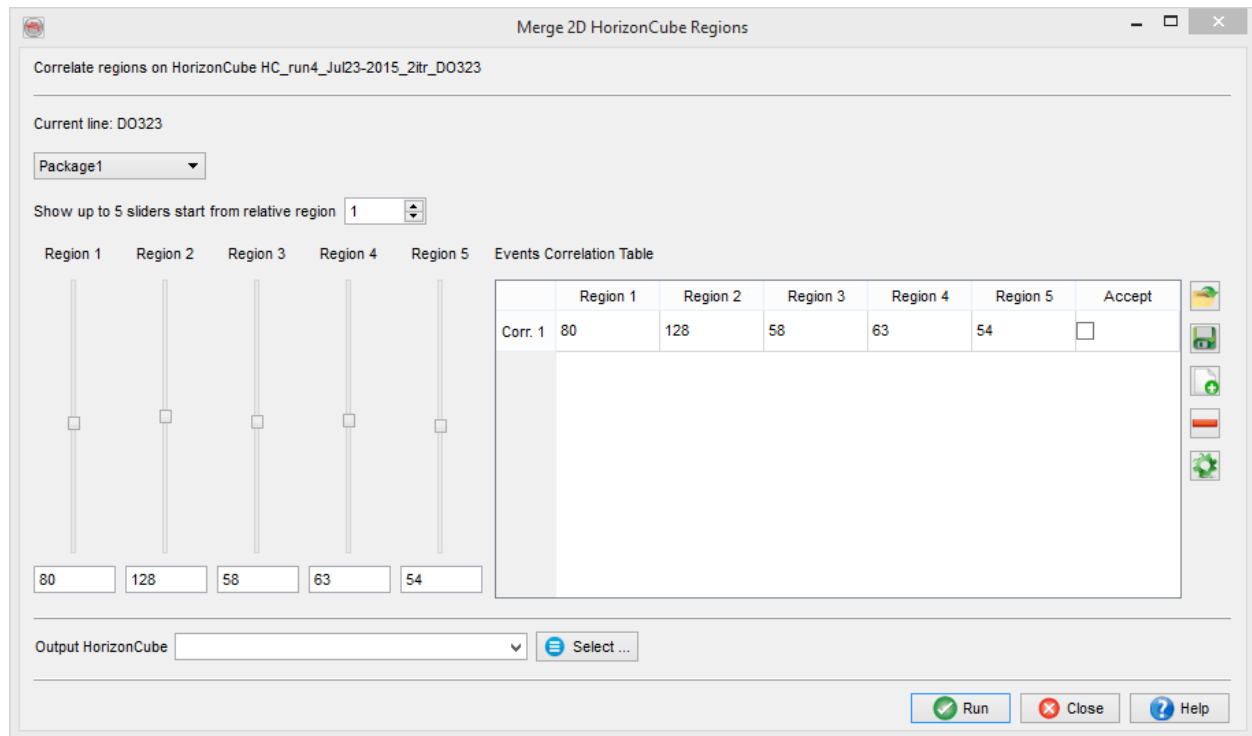 Merge 2D HorizonCube Regions
Correlate regions on HorizonCube HC_run4_Jul23-2015_2itr_DO323
Current line: DO323
Package1
Show up to 5 sliders start from relative region 1
Region 1 Region 2 Region 3 Region 4 Region 5 Events Correlation Table
Region 1 Region 2 Region 3 Region 4 Region 5 Accept
Corr. 1 80 128 58 63 54
80 128 58 63 54
Output HorizonCube Select ...
Run Close Help